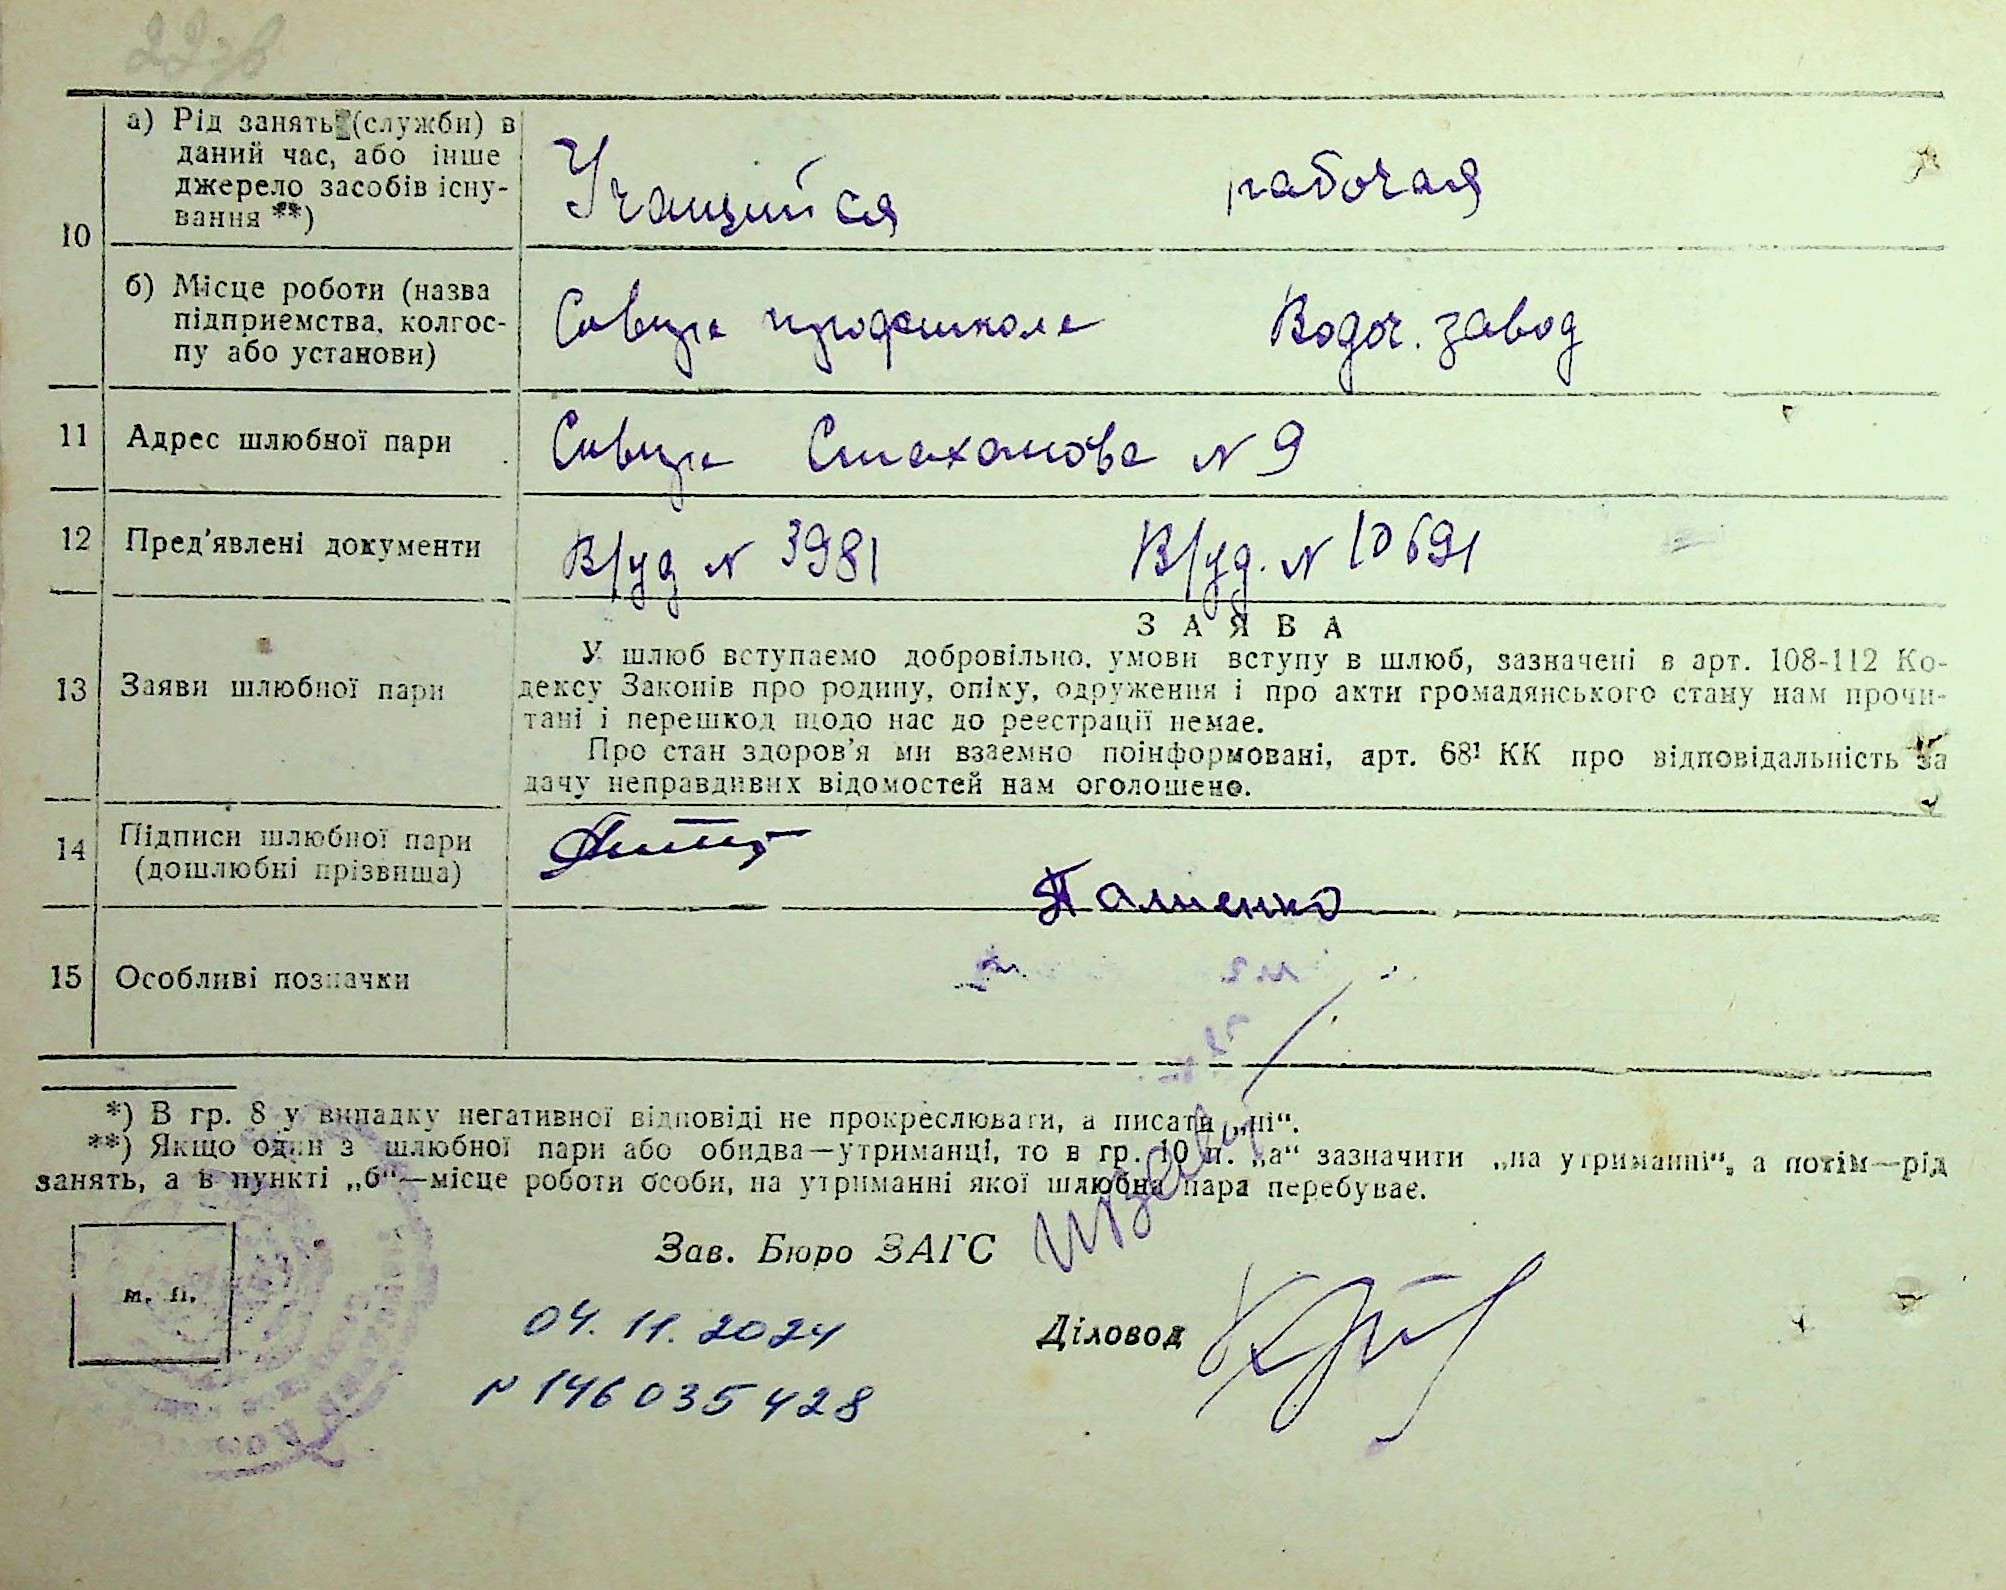 а) Рід занять (служби) в
даний час, або інше
джерело засобів існу-
вання **)
Учащийся рабочая
10
б) Місце роботи (назва
підприємства, колгос-
пу або установи)
профшкола Водоч. завод
11 Адрес шлюбної пари
Стаханова N 9
12 Пред'явлені документи
В/уд N 3981 В/уд. N 10691
З А Я В А
13 Заяви шлюбної пари
У шлюб вступаємо добровільно, умови вступу в шлюб, зазначені в арт. 108-112 Ко-
дексу Законів про родину, опіку, одруження і про акти громадянського стану нам прочи-
тані і перешкод щодо нас до реєстрації немає.
Про стан здоров'я ми взаємно поінформовані, арт. 68¹ КК про відповідальність за
дачу неправдивих відомостей нам оголошено.
14 Підписи шлюбної пари
(дошлюбні прізвища)
15 Особливі позначки
*) В гр. 8 у випадку негативної відповіді не прокреслювати, а писати „ні“.
**) Якщо один з шлюбної пари або обидва—утриманці, то в гр. 10 п. „а“ зазначити „на утриманні“, а потім—рід
занять, а в пункті „б“—місце роботи особи, на утриманні якої шлюбна пара перебуває.
Зав. Бюро ЗАГС
м. п.
04.11.2024
Діловод
N 146035428